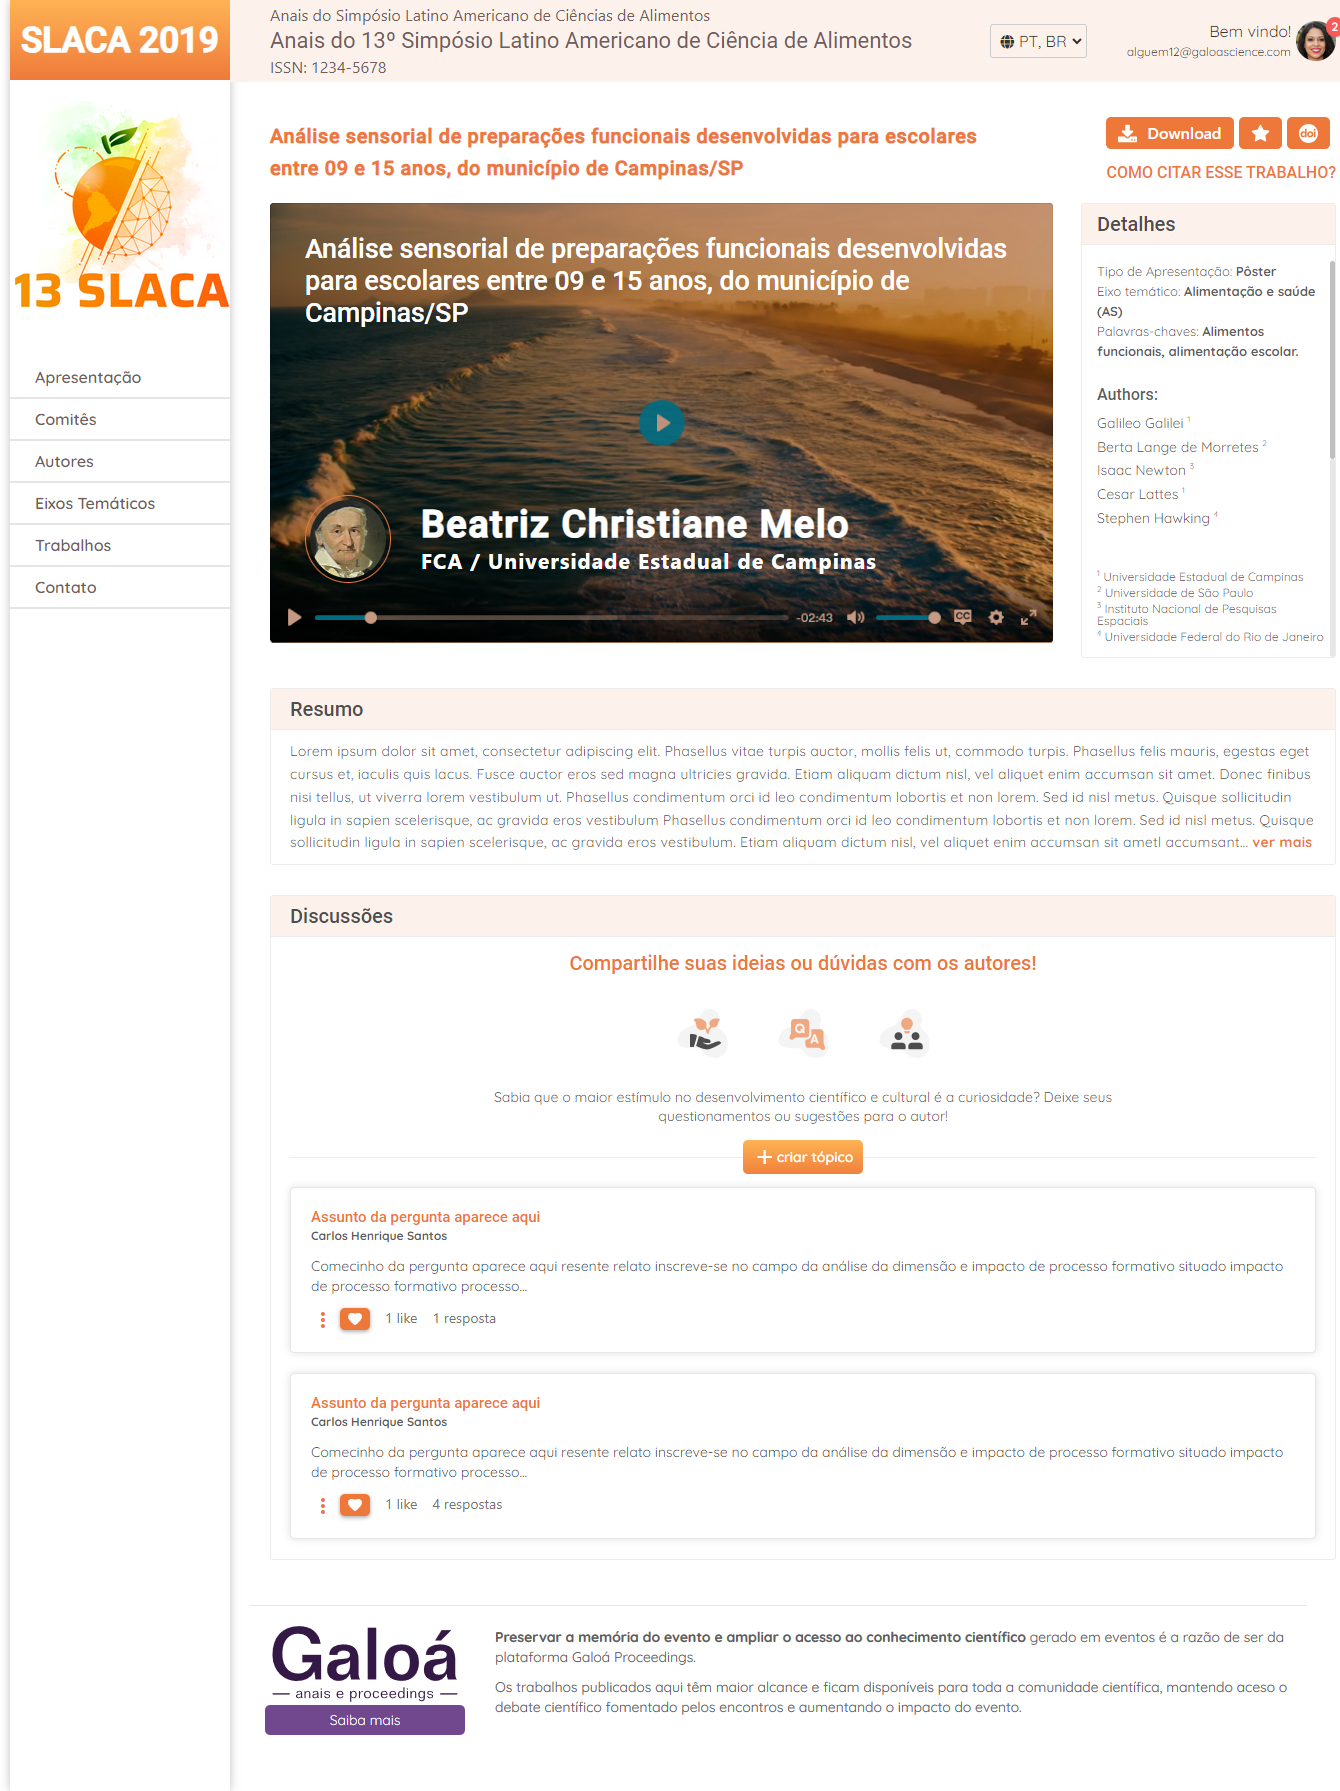 SLACA 2019
Anais do Simpósio Latino Americano de Ciências de Alimentos
Anais do 13º Simpósio Latino Americano de Ciência de Alimentos
ISSN: 1234-5678
PT, BR
Bem vindo!
alguem12@galoascience.com
2
13 SLACA
Apresentação
Comitês
Autores
Eixos Temáticos
Trabalhos
Contato
Análise sensorial de preparações funcionais desenvolvidas para escolares
entre 09 e 15 anos, do município de Campinas/SP
Download
doi
COMO CITAR ESSE TRABALHO?
Análise sensorial de preparações funcionais desenvolvidas
para escolares entre 09 e 15 anos, do município de
Campinas/SP
Beatriz Christiane Melo
FCA / Universidade Estadual de Campinas
-02:43
CC
Detalhes
Tipo de Apresentação: Pôster
Eixo temático: Alimentação e saúde
(AS)
Palavras-chaves: Alimentos
funcionais, alimentação escolar.
Authors:
Galileo Galilei 1
Berta Lange de Morretes 2
Isaac Newton 3
Cesar Lattes 1
Stephen Hawking 4
1 Universidade Estadual de Campinas
2 Universidade de São Paulo
3 Instituto Nacional de Pesquisas
Espaciais
4 Universidade Federal do Rio de Janeiro
Resumo
Lorem ipsum dolor sit amet, consectetur adipiscing elit. Phasellus vitae turpis auctor, mollis felis ut, commodo turpis. Phasellus felis mauris, egestas eget
cursus et, iaculis quis lacus. Fusce auctor eros sed magna ultricies gravida. Etiam aliquam dictum nisl, vel aliquet enim accumsan sit amet. Donec finibus
nisi tellus, ut viverra lorem vestibulum ut. Phasellus condimentum orci id leo condimentum lobortis et non lorem. Sed id nisl metus. Quisque sollicitudin
ligula in sapien scelerisque, ac gravida eros vestibulum Phasellus condimentum orci id leo condimentum lobortis et non lorem. Sed id nisl metus. Quisque
sollicitudin ligula in sapien scelerisque, ac gravida eros vestibulum. Etiam aliquam dictum nisl, vel aliquet enim accumsan sit ametl accumsant... ver mais
Discussões
Compartilhe suas ideias ou dúvidas com os autores!
Q
A
Sabia que o maior estímulo no desenvolvimento científico e cultural é a curiosidade? Deixe seus
questionamentos ou sugestões para o autor!
+ criar tópico
Assunto da pergunta aparece aqui
Carlos Henrique Santos
Comecinho da pergunta aparece aqui resente relato inscreve-se no campo da análise da dimensão e impacto de processo formativo situado impacto
de processo formativo processo...
1 like 1 resposta
Assunto da pergunta aparece aqui
Carlos Henrique Santos
Comecinho da pergunta aparece aqui resente relato inscreve-se no campo da análise da dimensão e impacto de processo formativo situado impacto
de processo formativo processo...
1 like 4 respostas
Galoá
anais e proceedings
Saiba mais
Preservar a memória do evento e ampliar o acesso ao conhecimento científico gerado em eventos é a razão de ser da
plataforma Galoá Proceedings.
Os trabalhos publicados aqui têm maior alcance e ficam disponíveis para toda a comunidade científica, mantendo aceso o
debate científico fomentado pelos encontros e aumentando o impacto do evento.